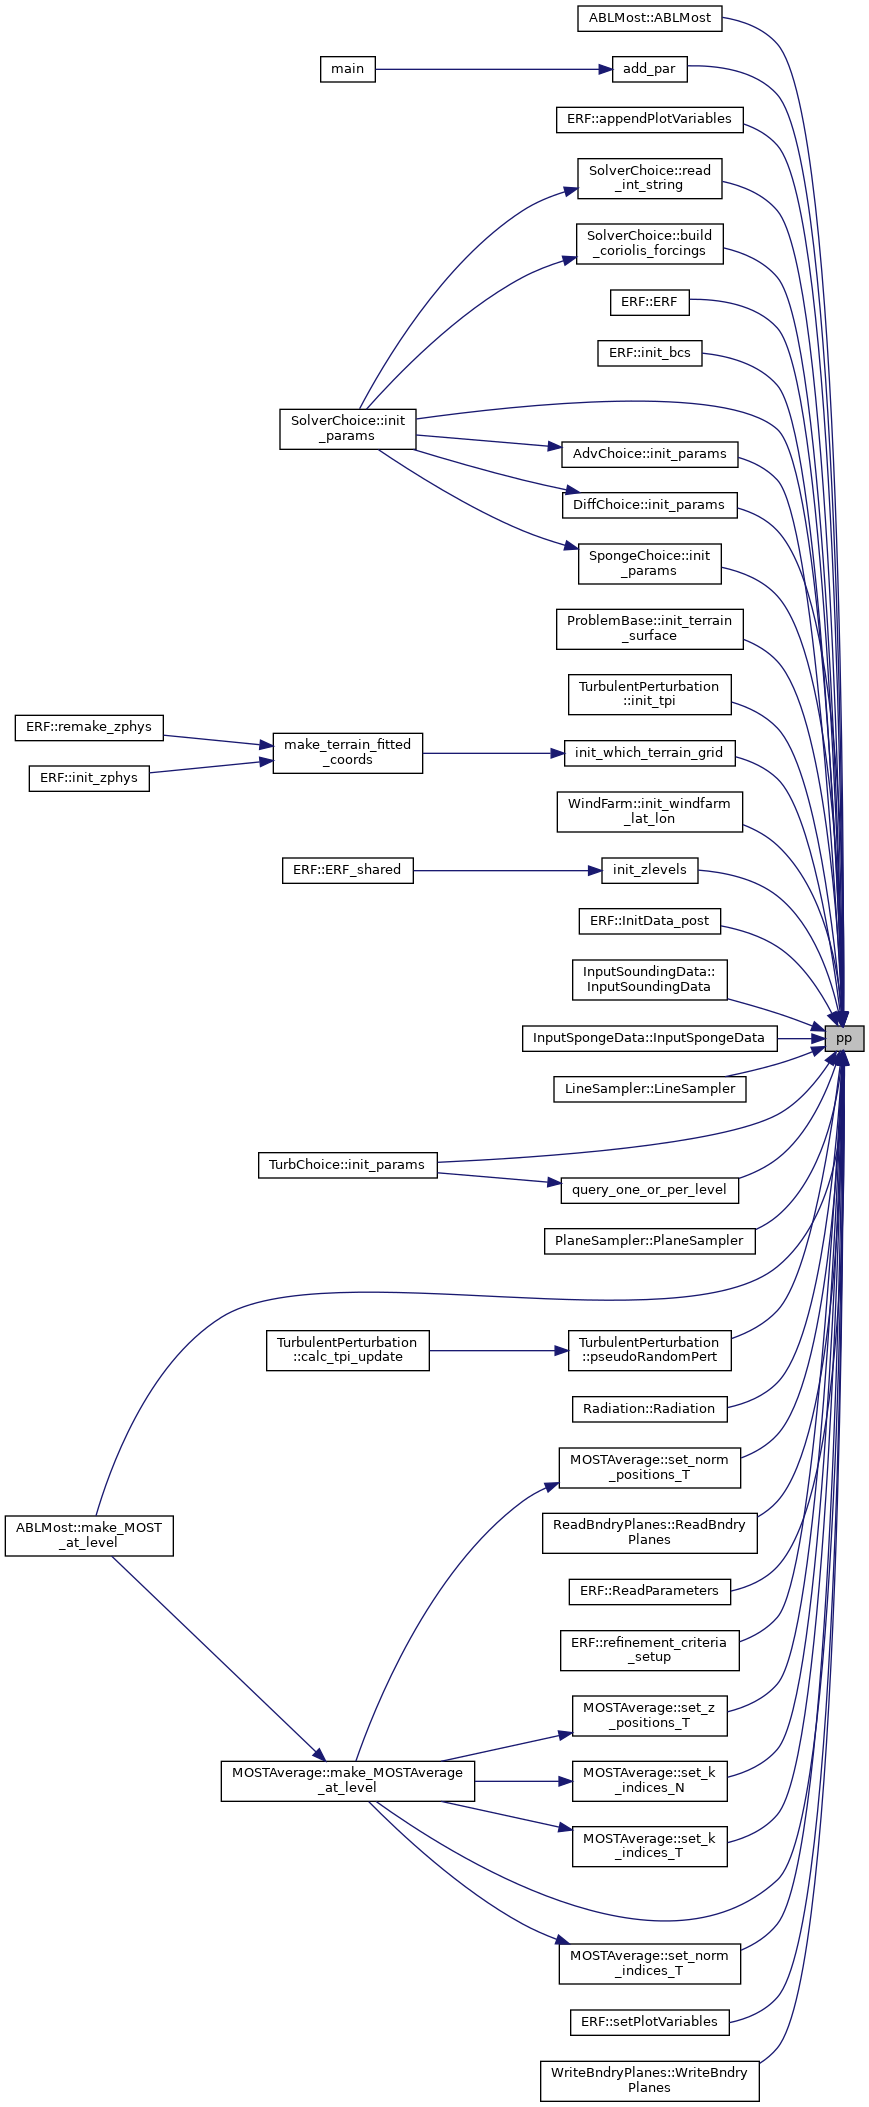 ABLMost::ABLMost
main
add_par
ERF::appendPlotVariables
SolverChoice::read
_int_string
SolverChoice::build
_coriolis_forcings
ERF::ERF
ERF::init_bcs
SolverChoice::init
_params
AdvChoice::init_params
DiffChoice::init_params
SpongeChoice::init
_params
ProblemBase::init_terrain
_surface
TurbulentPerturbation
::init_tpi
ERF::remake_zphys
make_terrain_fitted
_coords
init_which_terrain_grid
ERF::init_zphys
WindFarm::init_windfarm
_lat_lon
ERF::ERF_shared
init_zlevels
ERF::InitData_post
InputSoundingData::
InputSoundingData
pp
InputSpongeData::InputSpongeData
LineSampler::LineSampler
TurbChoice::init_params
query_one_or_per_level
PlaneSampler::PlaneSampler
TurbulentPerturbation
::calc_tpi_update
TurbulentPerturbation
::pseudoRandomPert
Radiation::Radiation
MOSTAverage::set_norm
_positions_T
ABLMost::make_MOST
_at_level
ReadBndryPlanes::ReadBndry
Planes
ERF::ReadParameters
ERF::refinement_criteria
_setup
MOSTAverage::set_z
_positions_T
MOSTAverage::make_MOSTAverage
_at_level
MOSTAverage::set_k
_indices_N
MOSTAverage::set_k
_indices_T
MOSTAverage::set_norm
_indices_T
ERF::setPlotVariables
WriteBndryPlanes::WriteBndry
Planes